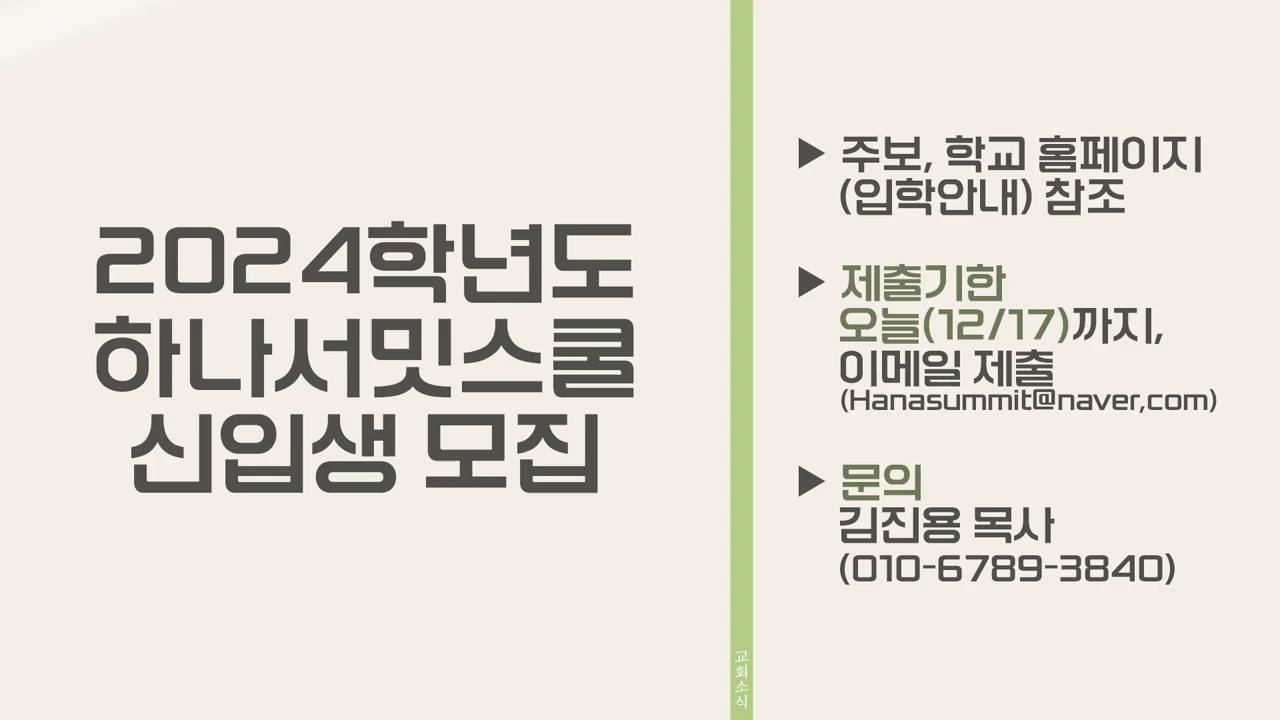 2024학년도
하나서밋스쿨
신입생 모집
▶ 주보, 학교 홈페이지
(입학안내) 참조
▶ 제출기한
오늘(12/17)까지,
이메일 제출
(Hanasummit@naver,com)
▶ 문의
김진용 목사
(010-6789-3840)
교회소식